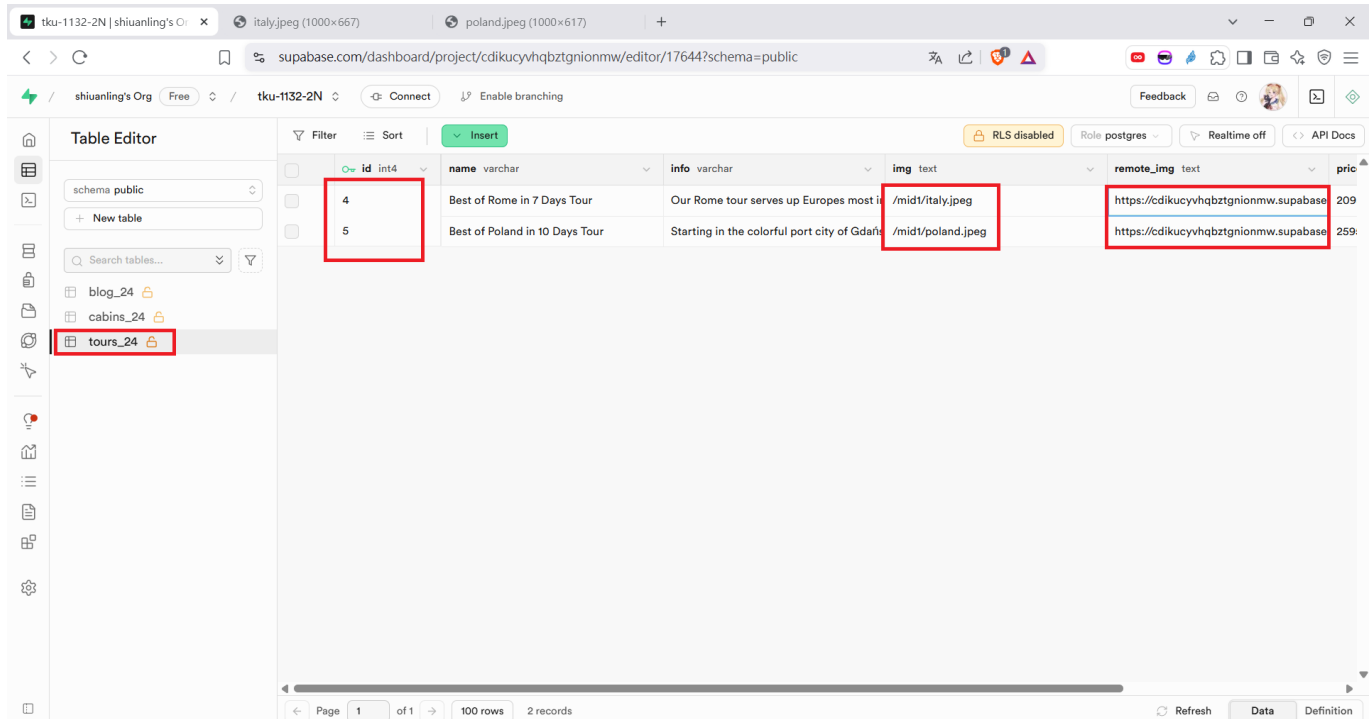 tku-1132-2N | shiuanling's Or
italy.jpeg (1000×667)
poland.jpeg (1000×617)
supabase.com/dashboard/project/cdikucyvhqbztgnionmw/editor/17644?schema=public
shiuanling's Org Free / tku-1132-2N Connect Enable branching Feedback
Table Editor
Filter Sort Insert RLS disabled Role postgres Realtime off API Docs
id int4 name varchar info varchar img text remote_img text pric
schema public
New table
Search tables...
blog_24
cabins_24
tours_24
4 Best of Rome in 7 Days Tour Our Rome tour serves up Europes most in /mid1/italy.jpeg https://cdikucyvhqbztgnionmw.supabase 209
5 Best of Poland in 10 Days Tour Starting in the colorful port city of Gdańs /mid1/poland.jpeg https://cdikucyvhqbztgnionmw.supabase 259
Page 1 of 1 100 rows 2 records Refresh Data Definition